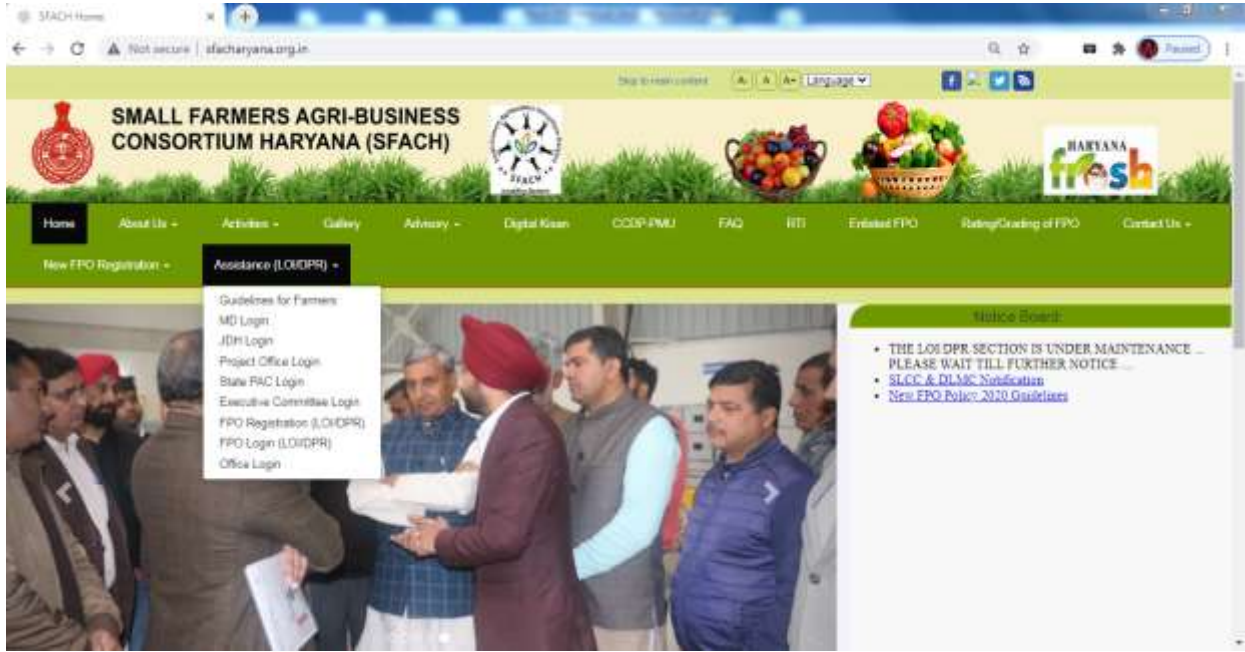 SFACH Home
Not secure | sfacharyana.org.in
Paused
Skip to main content A- A A+ Language
SMALL FARMERS AGRI-BUSINESS
CONSORTIUM HARYANA (SFACH)
SFACH
HARYANA
fresh
Home About Us Activities Gallery Advisory Digital Kisan CCDP-PMU FAQ RTI Enlisted FPO Rating/Grading of FPO Contact Us
New FPO Registration Assistance (LOI/DPR)
Guidelines for Farmers
MD Login
JDH Login
Project Office Login
State PAC Login
Executive Committee Login
FPO Registration (LOI/DPR)
FPO Login (LOI/DPR)
Office Login
Notice Board:
THE LOI DPR SECTION IS UNDER MAINTENANCE ...
PLEASE WAIT TILL FURTHER NOTICE ...
SLCC & DLMC Notification
New FPO Policy 2020 Guidelines